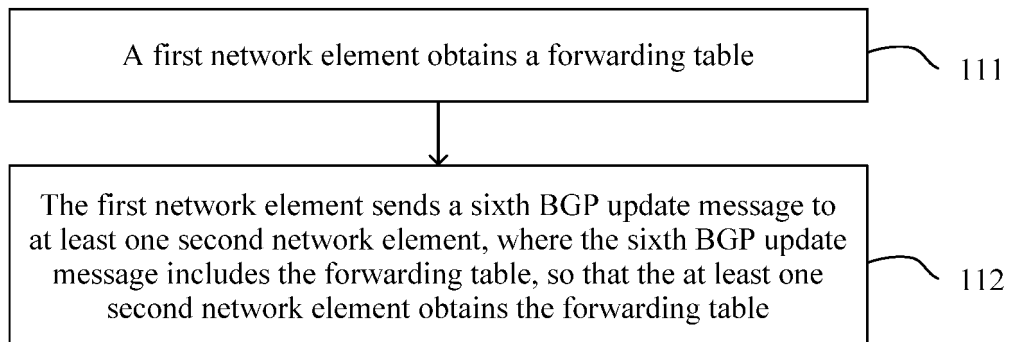 A first network element obtains a forwarding table
111
The first network element sends a sixth BGP update message to
at least one second network element, where the sixth BGP update
message includes the forwarding table, so that the at least one
second network element obtains the forwarding table
112